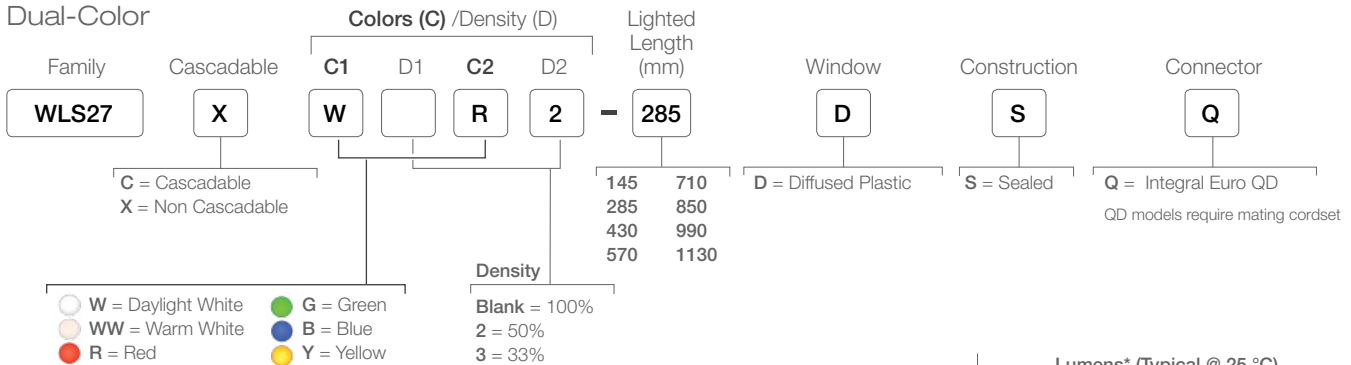 Dual-Color
Colors (C) /Density (D)
Lighted
Length
(mm)
Family
Cascadable
C1
D1
C2
D2
Window
Construction
Connector
WLS27
X
W
R
2
–
285
D
S
Q
C = Cascadable
X = Non Cascadable
145 710
285 850
430 990
570 1130
D = Diffused Plastic
S = Sealed
Q = Integral Euro QD
QD models require mating cordset
W = Daylight White
WW = Warm White
R = Red
G = Green
B = Blue
Y = Yellow
Density
Blank = 100%
2 = 50%
3 = 33%
Lumens* (Typical @ 25 °C)